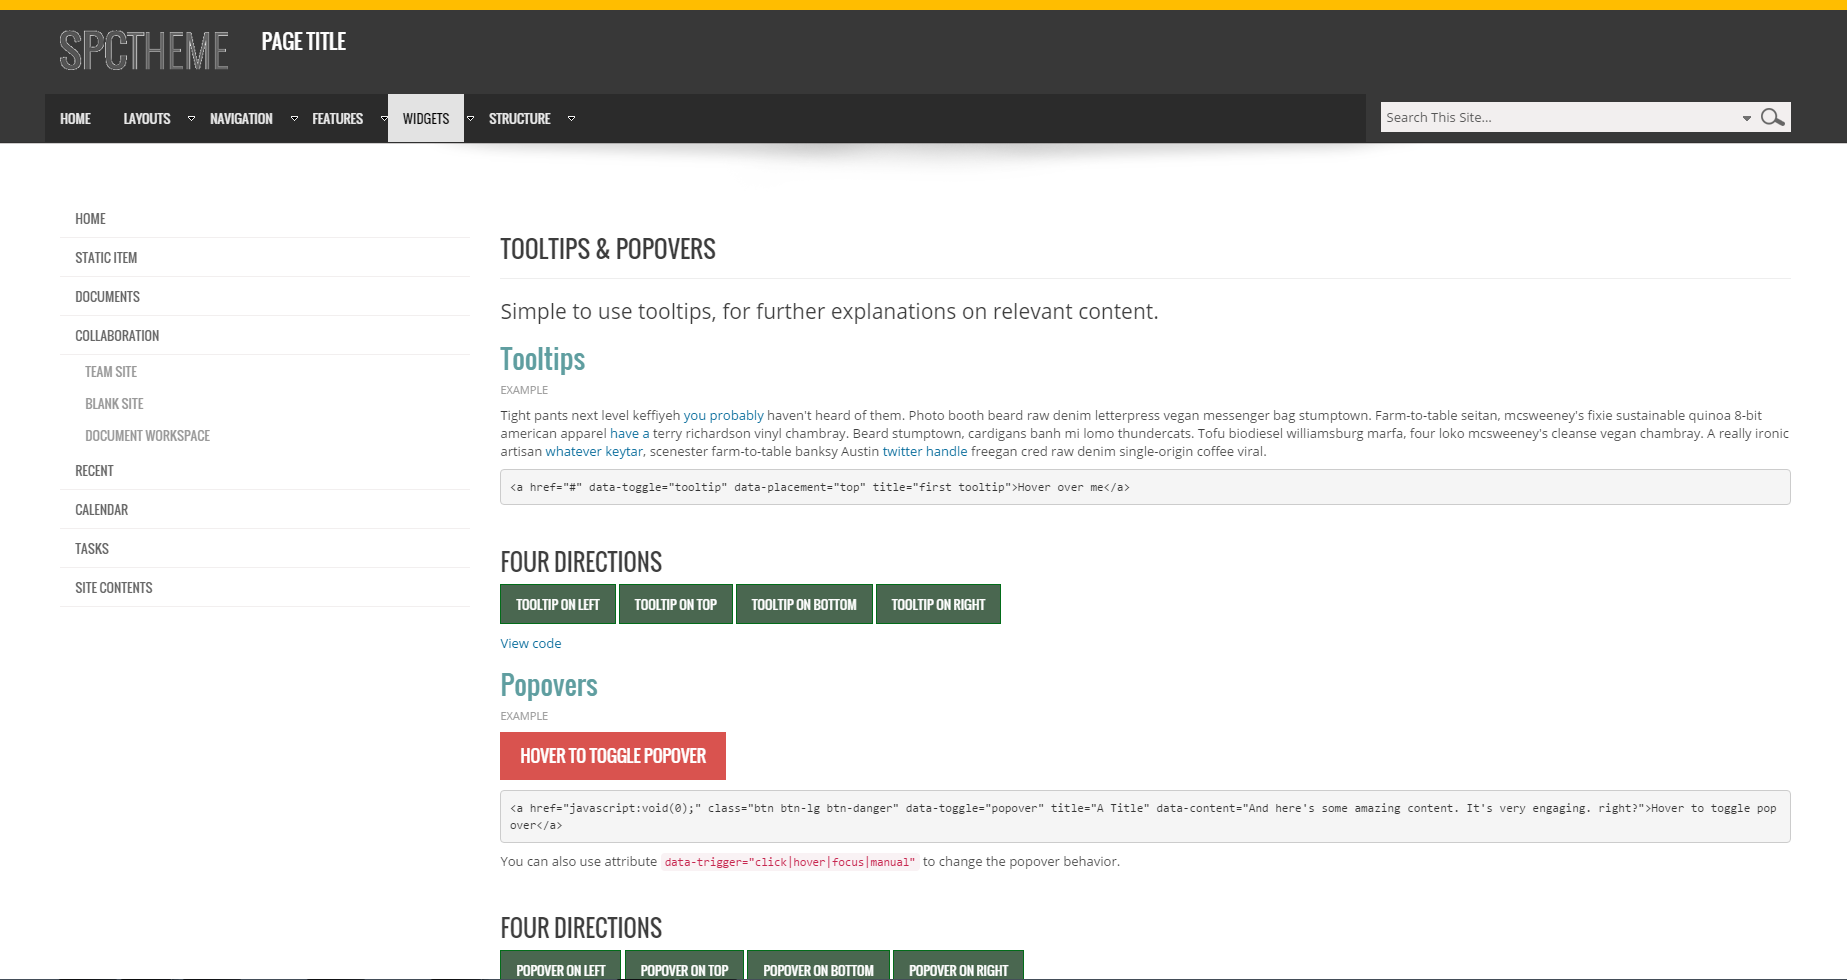 SPCTHEME
PAGE TITLE
HOME LAYOUTS NAVIGATION FEATURES WIDGETS STRUCTURE
Search This Site...
HOME
STATIC ITEM
DOCUMENTS
COLLABORATION
TEAM SITE
BLANK SITE
DOCUMENT WORKSPACE
RECENT
CALENDAR
TASKS
SITE CONTENTS
TOOLTIPS & POPOVERS
Simple to use tooltips, for further explanations on relevant content.
Tooltips
EXAMPLE
Tight pants next level keffiyeh you probably haven't heard of them. Photo booth beard raw denim letterpress vegan messenger bag stumptown. Farm-to-table seitan, mcsweeney's fixie sustainable quinoa 8-bit
american apparel have a terry richardson vinyl chambray. Beard stumptown, cardigans banh mi lomo thundercats. Tofu biodiesel williamsburg marfa, four loko mcsweeney's cleanse vegan chambray. A really ironic
artisan whatever keytar, scenester farm-to-table banksy Austin twitter handle freegan cred raw denim single-origin coffee viral.
<a href="#" data-toggle="tooltip" data-placement="top" title="first tooltip">Hover over me</a>
FOUR DIRECTIONS
TOOLTIP ON LEFT TOOLTIP ON TOP TOOLTIP ON BOTTOM TOOLTIP ON RIGHT
View code
Popovers
EXAMPLE
HOVER TO TOGGLE POPOVER
<a href="javascript:void(0);" class="btn btn-lg btn-danger" data-toggle="popover" title="A Title" data-content="And here's some amazing content. It's very engaging. right?">Hover to toggle pop
over</a>
You can also use attribute data-trigger="click|hover|focus|manual" to change the popover behavior.
FOUR DIRECTIONS
POPOVER ON LEFT POPOVER ON TOP POPOVER ON BOTTOM POPOVER ON RIGHT